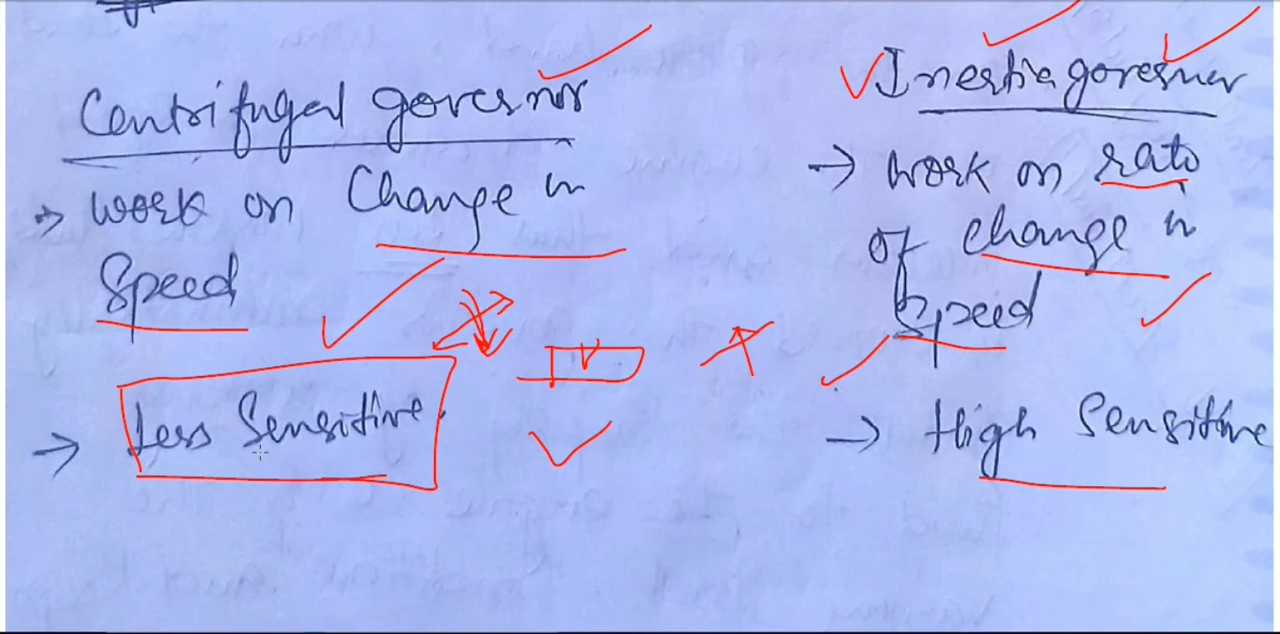 Centrifugal governor
→ work on Change in
Speed
→ Less Sensitive.
Inertia governor
→ work on rate
of change in
Speed
→ High Sensitive